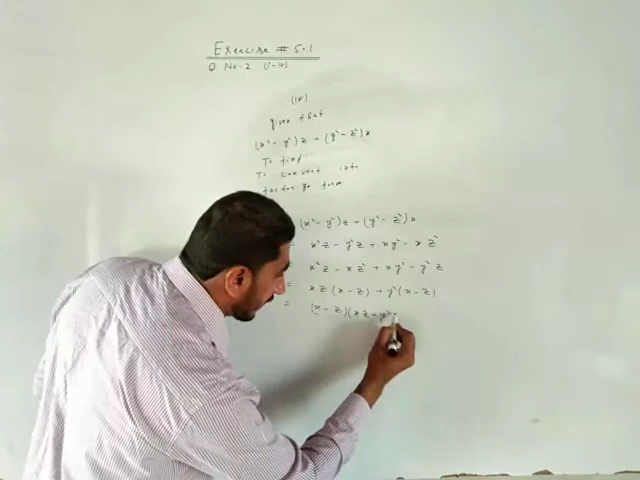 Exercise # 5.1
Q No: 2 (i-iv)
(iv)
given that
(x² - y²)z + (y² - z²)x
To find
To convert into
factorize form
(x² - y²)z + (y² - z²)x
x²z - y²z + xy² - xz²
x²z - xz² + xy² - y²z
= xz(x-z) + y²(x-z)
= (x-z)(xz+y²